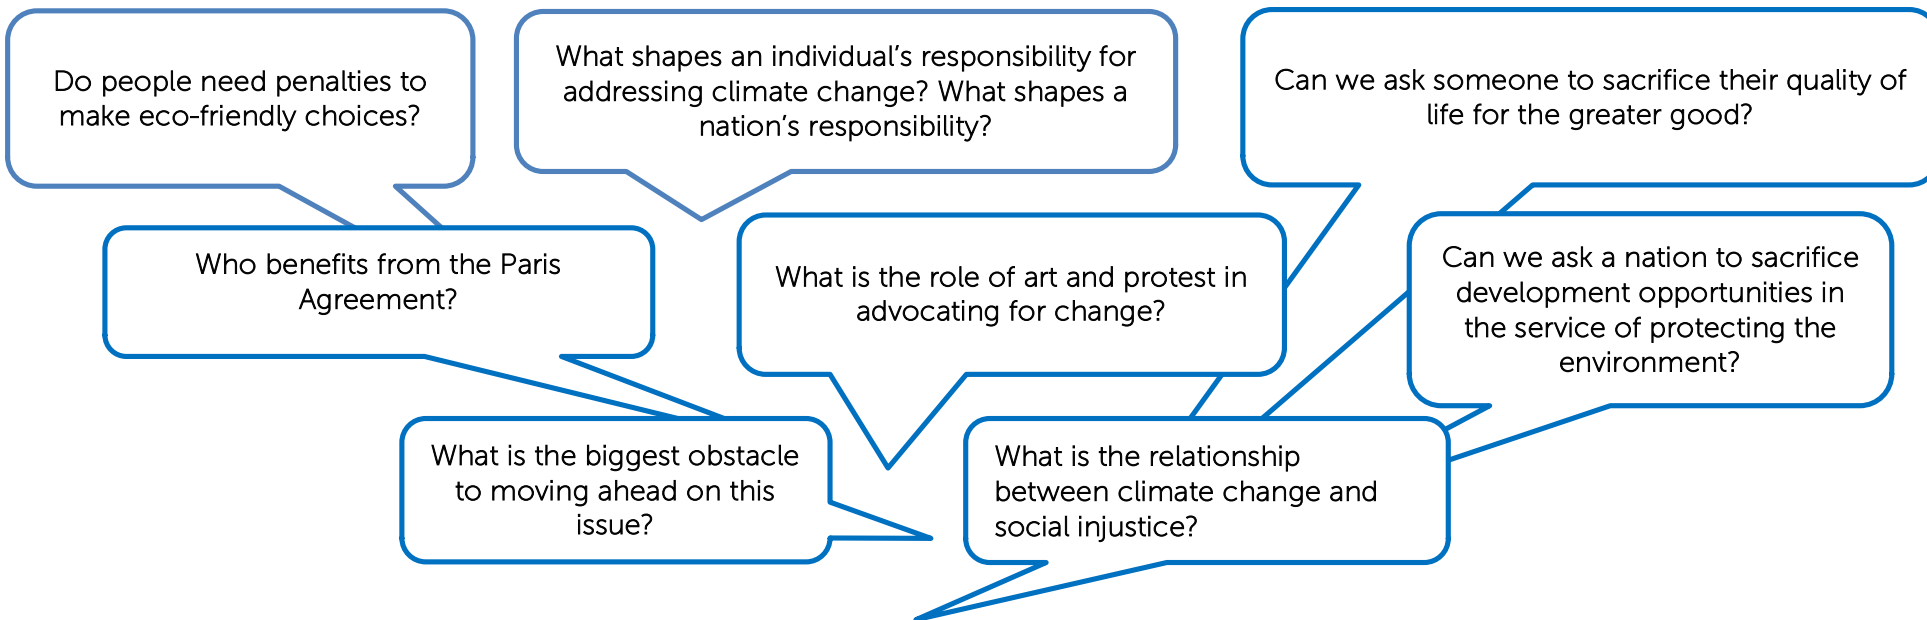 Do people need penalties to
make eco-friendly choices?
What shapes an individual's responsibility for
addressing climate change? What shapes a
nation's responsibility?
Can we ask someone to sacrifice their quality of
life for the greater good?
Who benefits from the Paris
Agreement?
What is the role of art and protest in
advocating for change?
Can we ask a nation to sacrifice
development opportunities in
the service of protecting the
environment?
What is the biggest obstacle
to moving ahead on this
issue?
What is the relationship
between climate change and
social injustice?